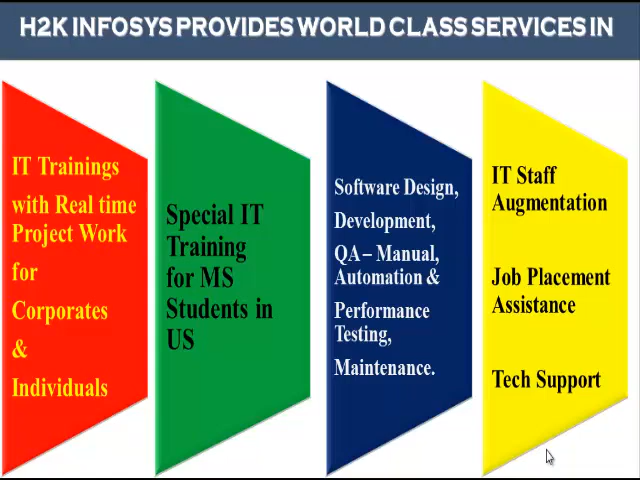 H2K INFOSYS PROVIDES WORLD CLASS SERVICES IN
IT Trainings
with Real time
Project Work
for
Corporates
&
Individuals
Special IT
Training
for MS
Students in
US
Software Design,
Development,
QA – Manual,
Automation &
Performance
Testing,
Maintenance.
IT Staff
Augmentation
Job Placement
Assistance
Tech Support